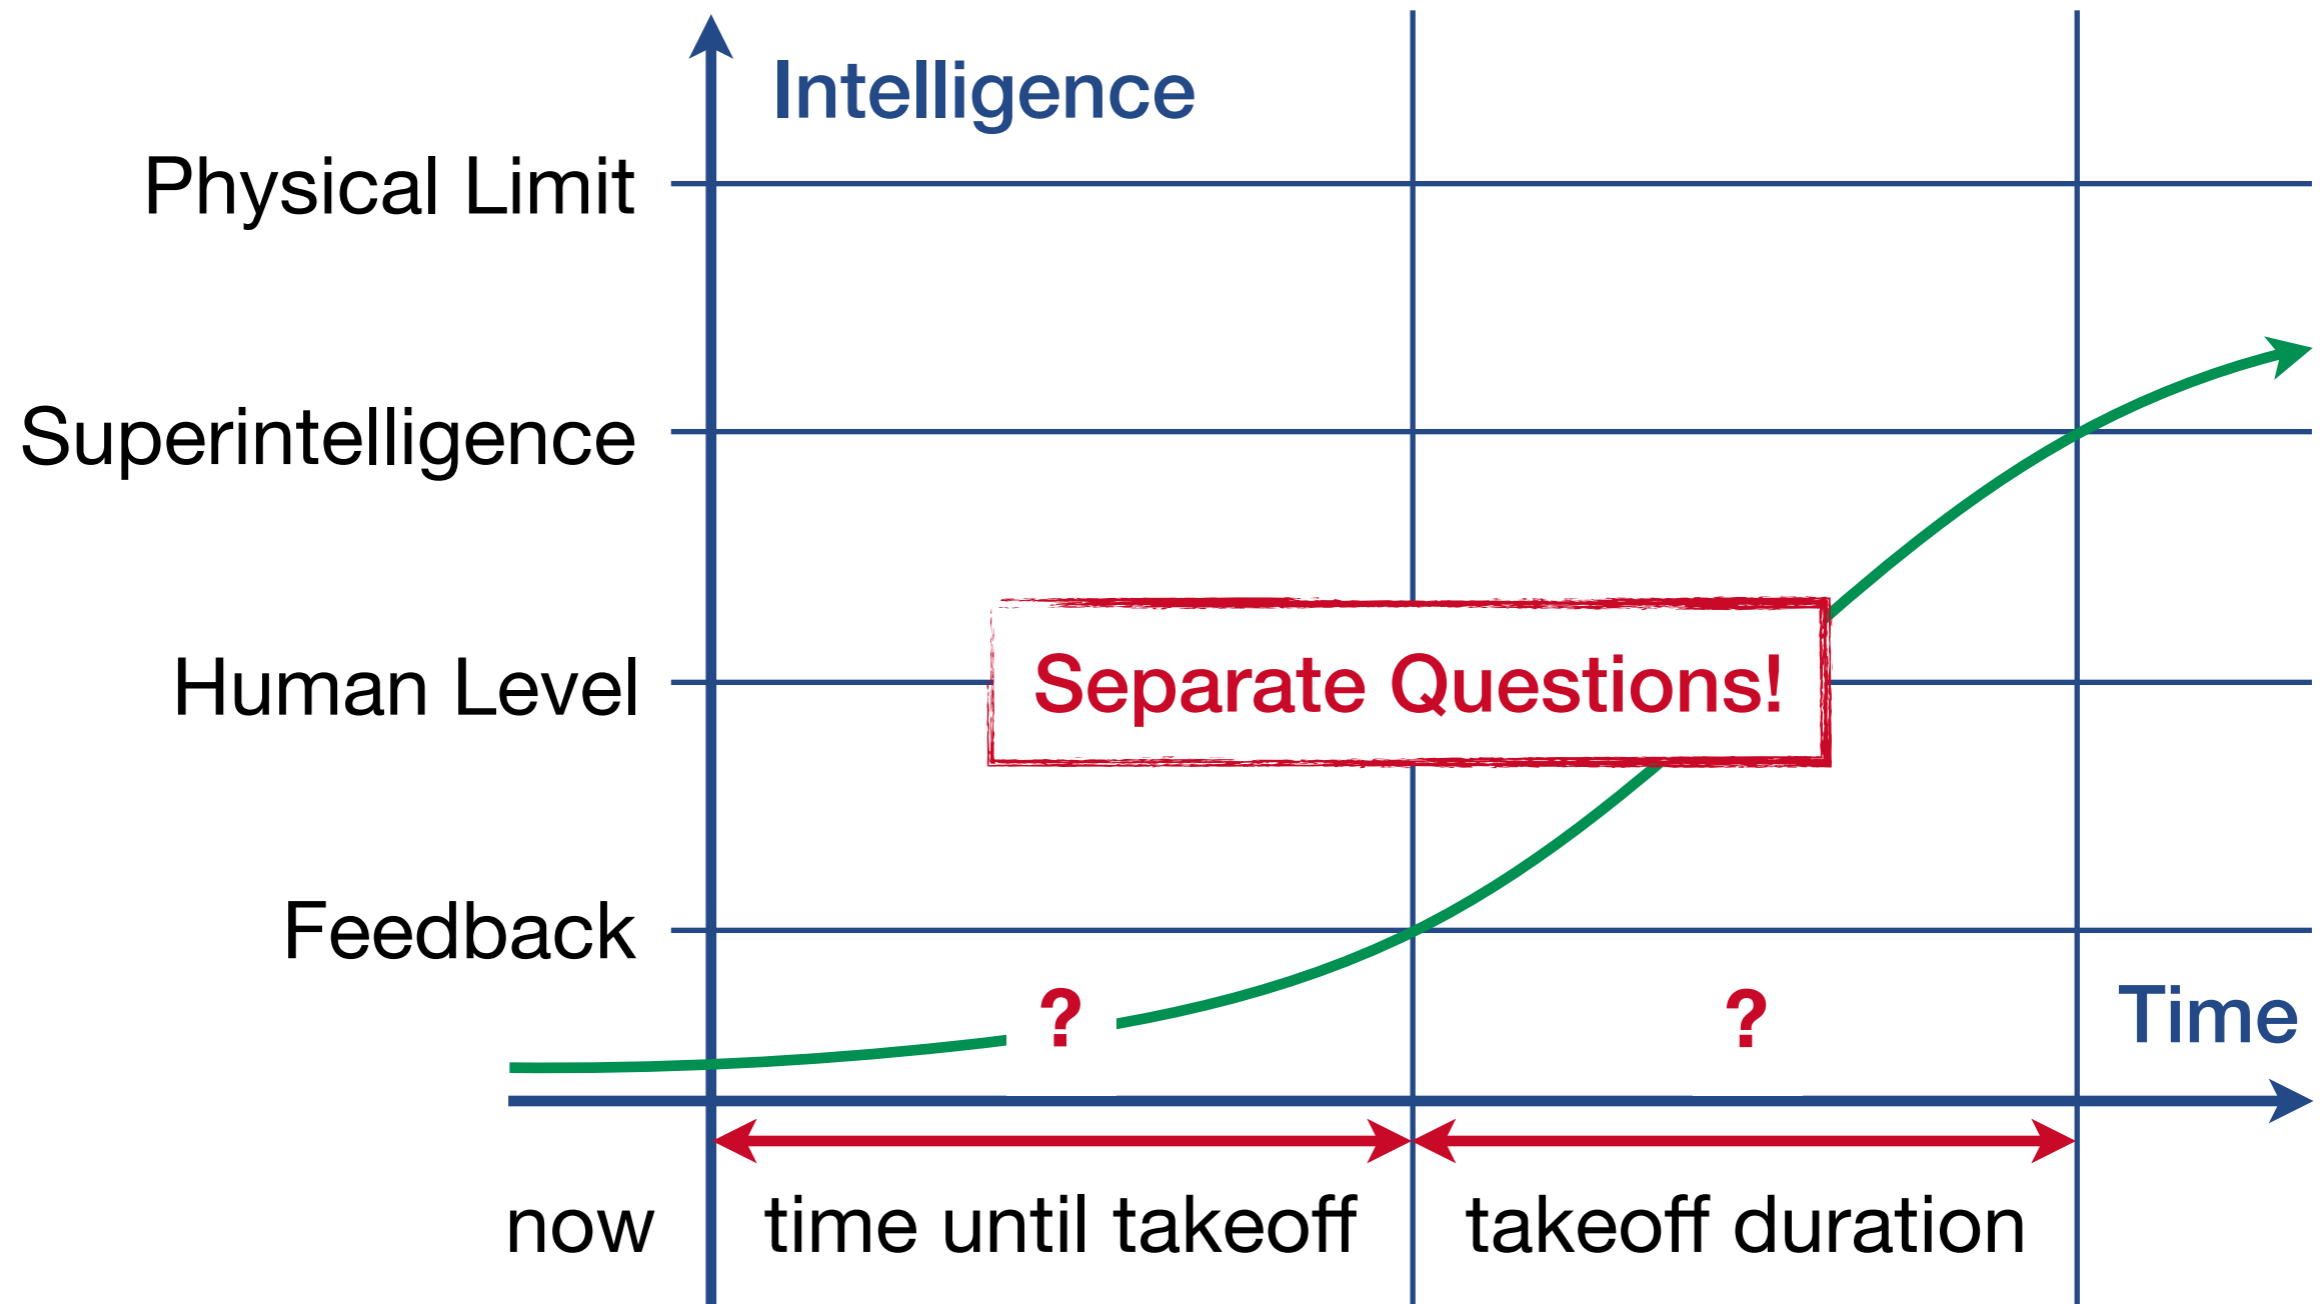 Intelligence
Physical Limit
Superintelligence
Human Level
Separate Questions!
Feedback
?
?
Time
now
time until takeoff
takeoff duration